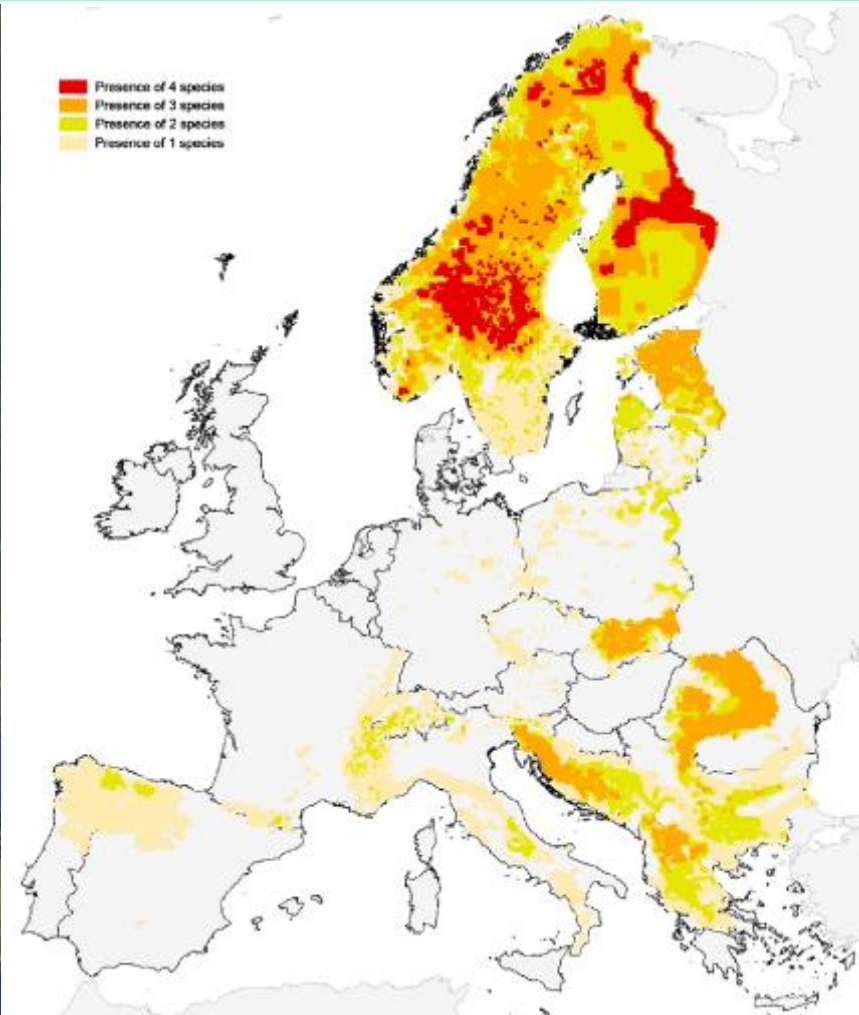 Presence of 4 species
Presence of 3 species
Presence of 2 species
Presence of 1 species